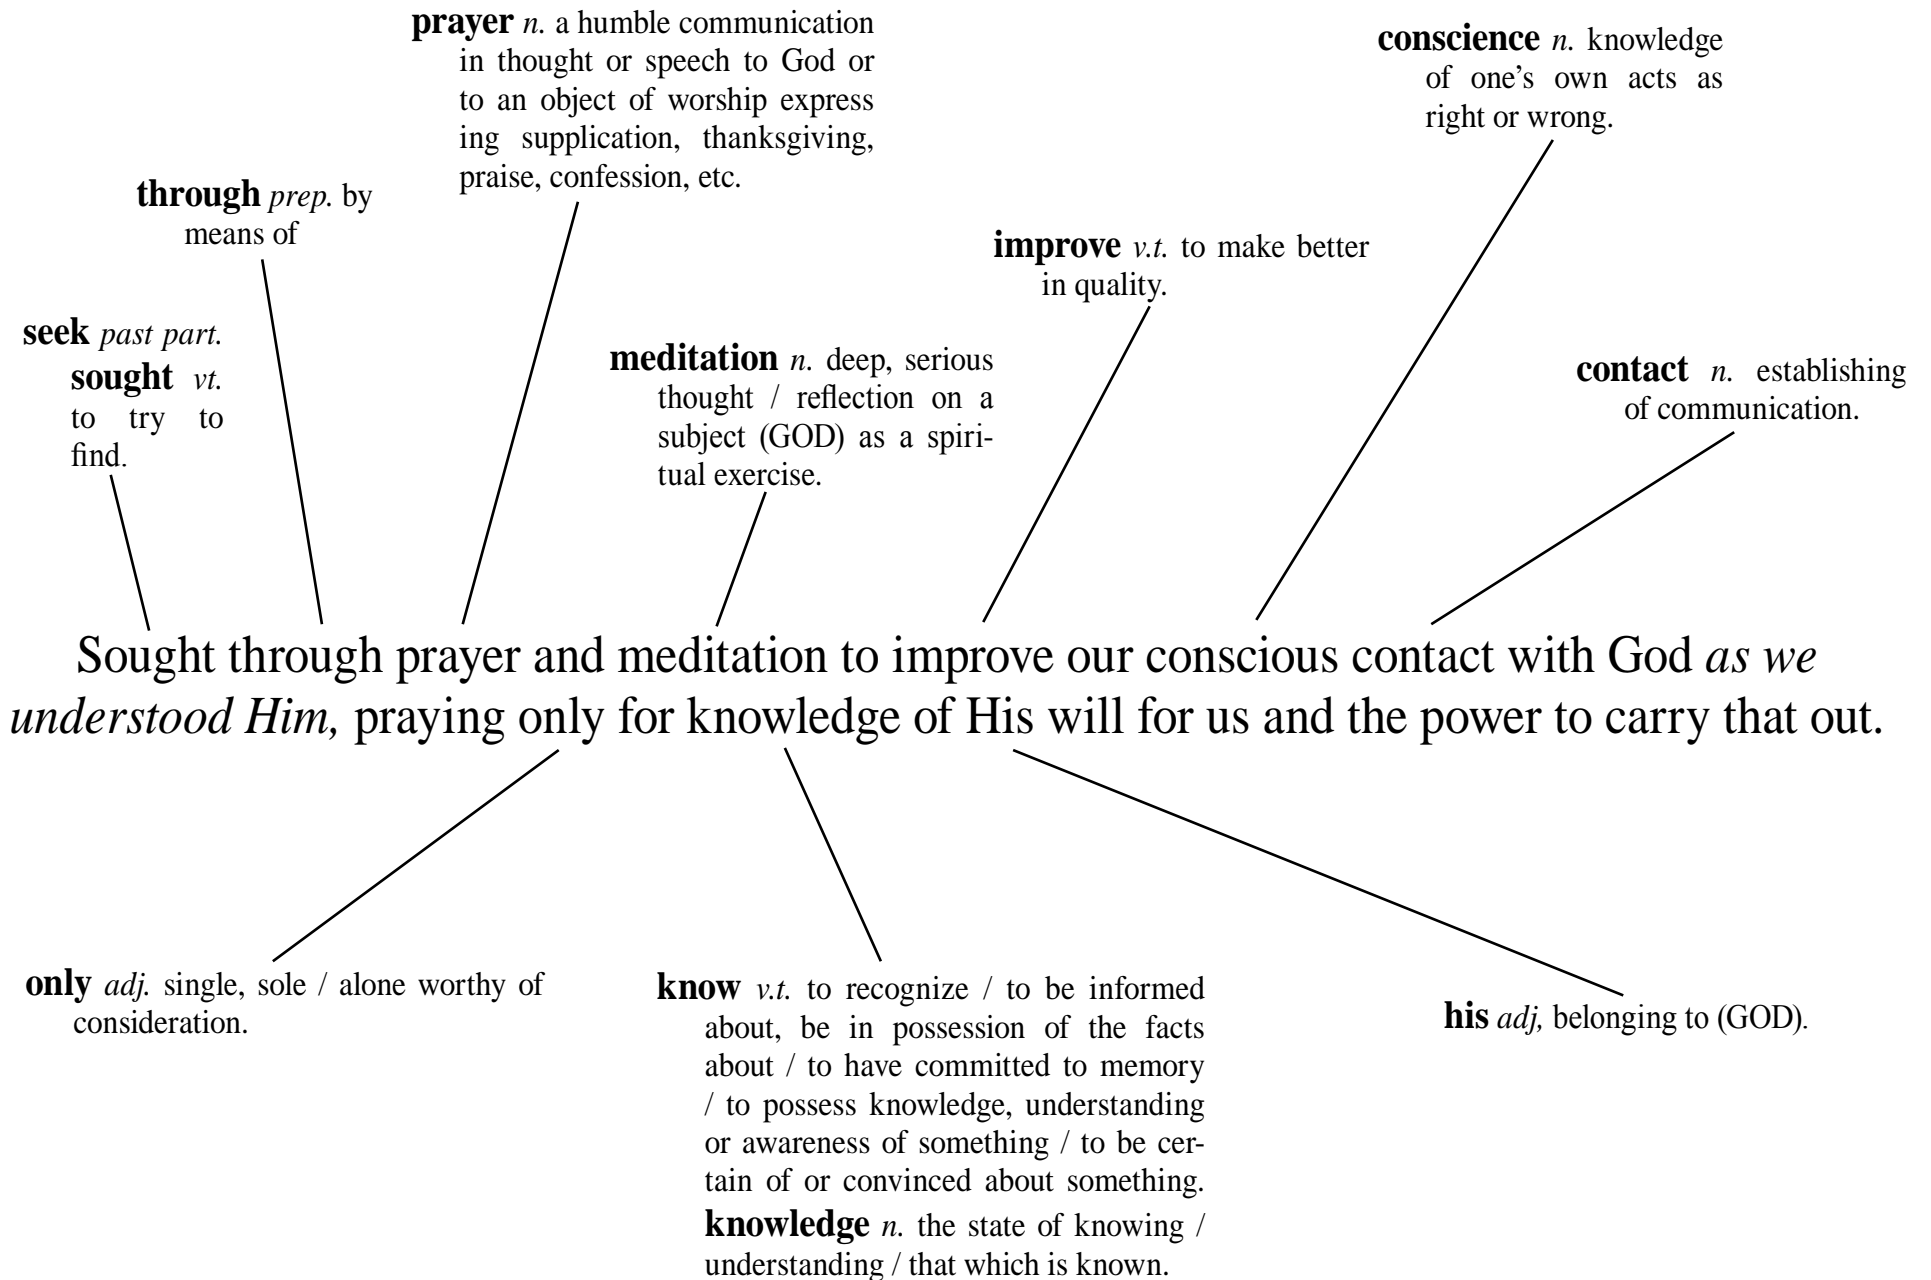 prayer n. a humble communication
in thought or speech to God or
to an object of worship express
ing supplication, thanksgiving,
praise, confession, etc.
conscience n. knowledge
of one's own acts as
right or wrong.
through prep. by
means of
improve v.t. to make better
in quality.
seek past part.
sought vt.
to try to
find.
meditation n. deep, serious
thought / reflection on a
subject (GOD) as a spiri-
tual exercise.
contact n. establishing
of communication.
Sought through prayer and meditation to improve our conscious contact with God as we
understood Him, praying only for knowledge of His will for us and the power to carry that out.
only adj. single, sole / alone worthy of
consideration.
know v.t. to recognize / to be informed
about, be in possession of the facts
about / to have committed to memory
/ to possess knowledge, understanding
or awareness of something / to be cer-
tain of or convinced about something.
knowledge n. the state of knowing /
understanding / that which is known.
his adj, belonging to (GOD).